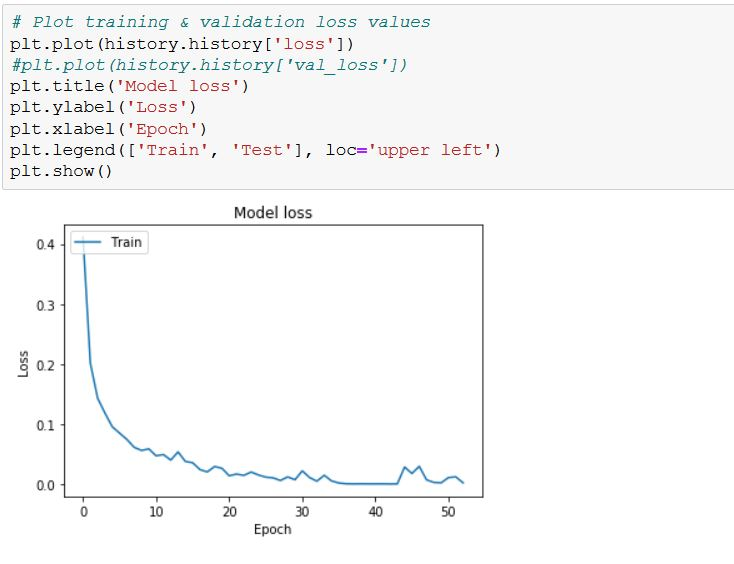 # Plot training & validation loss values
plt.plot(history.history['loss'])
#plt.plot(history.history['val_loss'])
plt.title('Model loss')
plt.ylabel('Loss')
plt.xlabel('Epoch')
plt.legend(['Train', 'Test'], loc='upper left')
plt.show()
Model loss
Train
0.4
0.3
0.2
0.1
0.0
Loss
0 10 20 30 40 50
Epoch